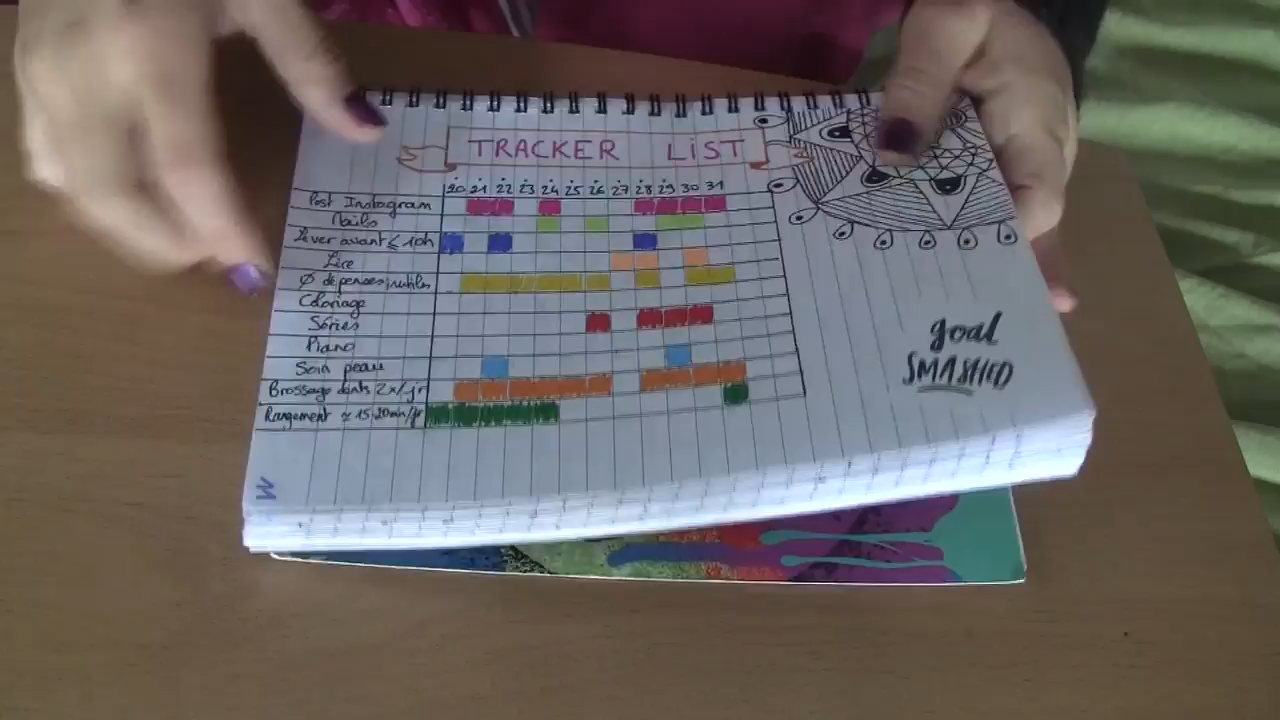 TRACKER LIST
20 21 22 23 24 25 26 27 28 29 30 31
Post Instagram
Nails
Lever avant ≤ 10h
Lire
Ø dépenses inutiles
Coloriage
Séries
Piano
Soin peau
Brossage dents 2x/jr
Rangement ≈ 15/20min/jr
goal
SMASHED
11